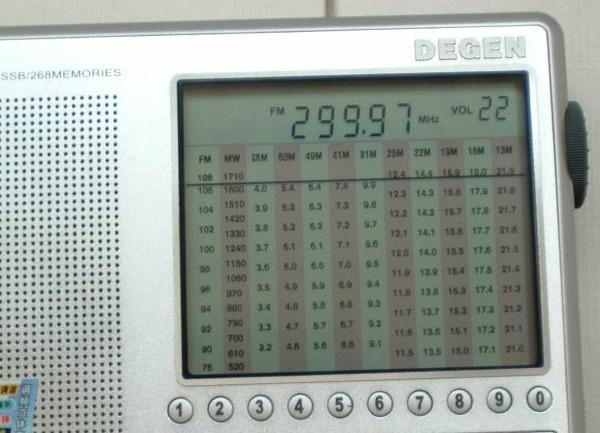 SSB/268MEMORIES
DEGEN
FM 299.97 MHz VOL 22
FM MW 60M 49M 41M 31M 25M 22M 19M 16M 13M
108 1710 12.4 14.4 15.9 18.0 21.9
106 1600 4.0 5.4 6.4 7.4 9.9 12.3 14.3 15.8 17.9 21.8
104 1510 3.9 5.3 6.3 7.3 9.8 12.2 14.2 15.7 17.8 21.7
1420
102 1330 3.8 5.2 6.2 7.2 9.7 12.1 14.1 15.6 17.7 21.6
100 1240 3.7 5.1 6.1 7.1 9.6 12.0 14.0 15.5 17.6 21.5
98 1150 3.6 5.0 6.0 7.0 9.5 11.9 13.9 15.4 17.5 21.4
1060
96 970 3.5 4.9 5.9 6.9 9.4 11.8 13.8 15.3 17.4 21.3
94 880 3.4 4.8 5.8 6.8 9.3 11.7 13.7 15.2 17.3 21.2
92 790 3.3 4.7 5.7 6.7 9.2 11.6 13.6 15.1 17.2 21.1
700
90 610 3.2 4.6 5.6 6.6 9.1 11.5 13.5 15.0 17.1 21.0
76 520
1 2 3 4 5 6 7 8 9 0